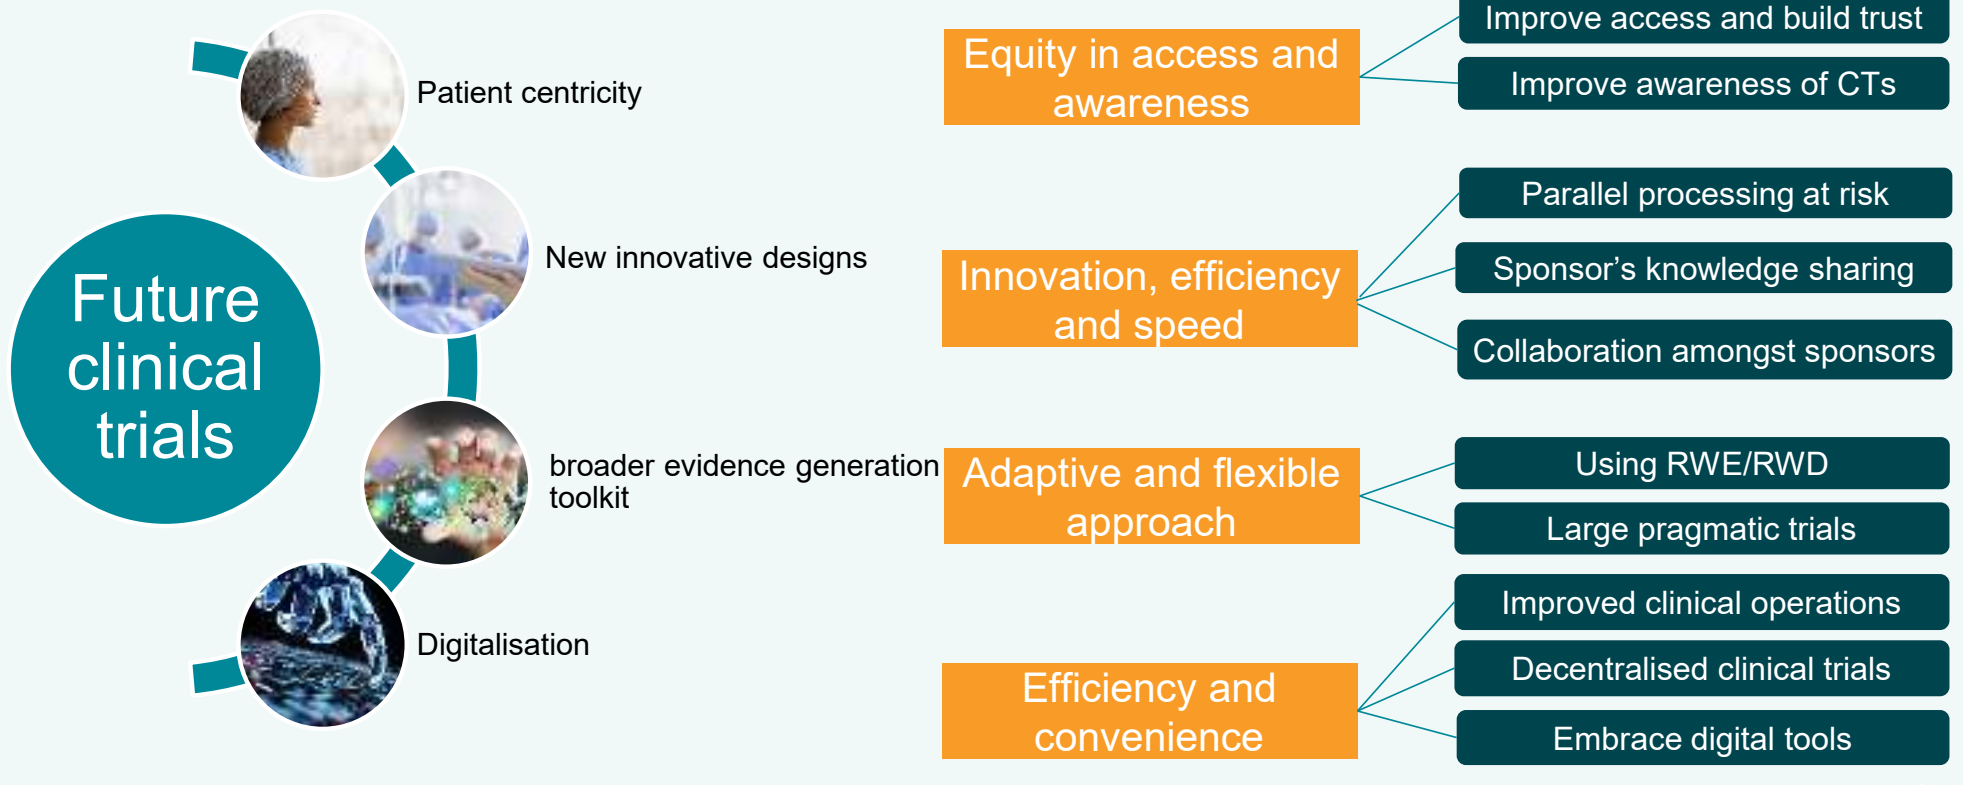 Future
clinical
trials
Patient centricity
New innovative designs
broader evidence generation
toolkit
Digitalisation
Equity in access and
awareness
Improve access and build trust
Improve awareness of CTs
Innovation, efficiency
and speed
Parallel processing at risk
Sponsor’s knowledge sharing
Collaboration amongst sponsors
Adaptive and flexible
approach
Using RWE/RWD
Large pragmatic trials
Efficiency and
convenience
Improved clinical operations
Decentralised clinical trials
Embrace digital tools